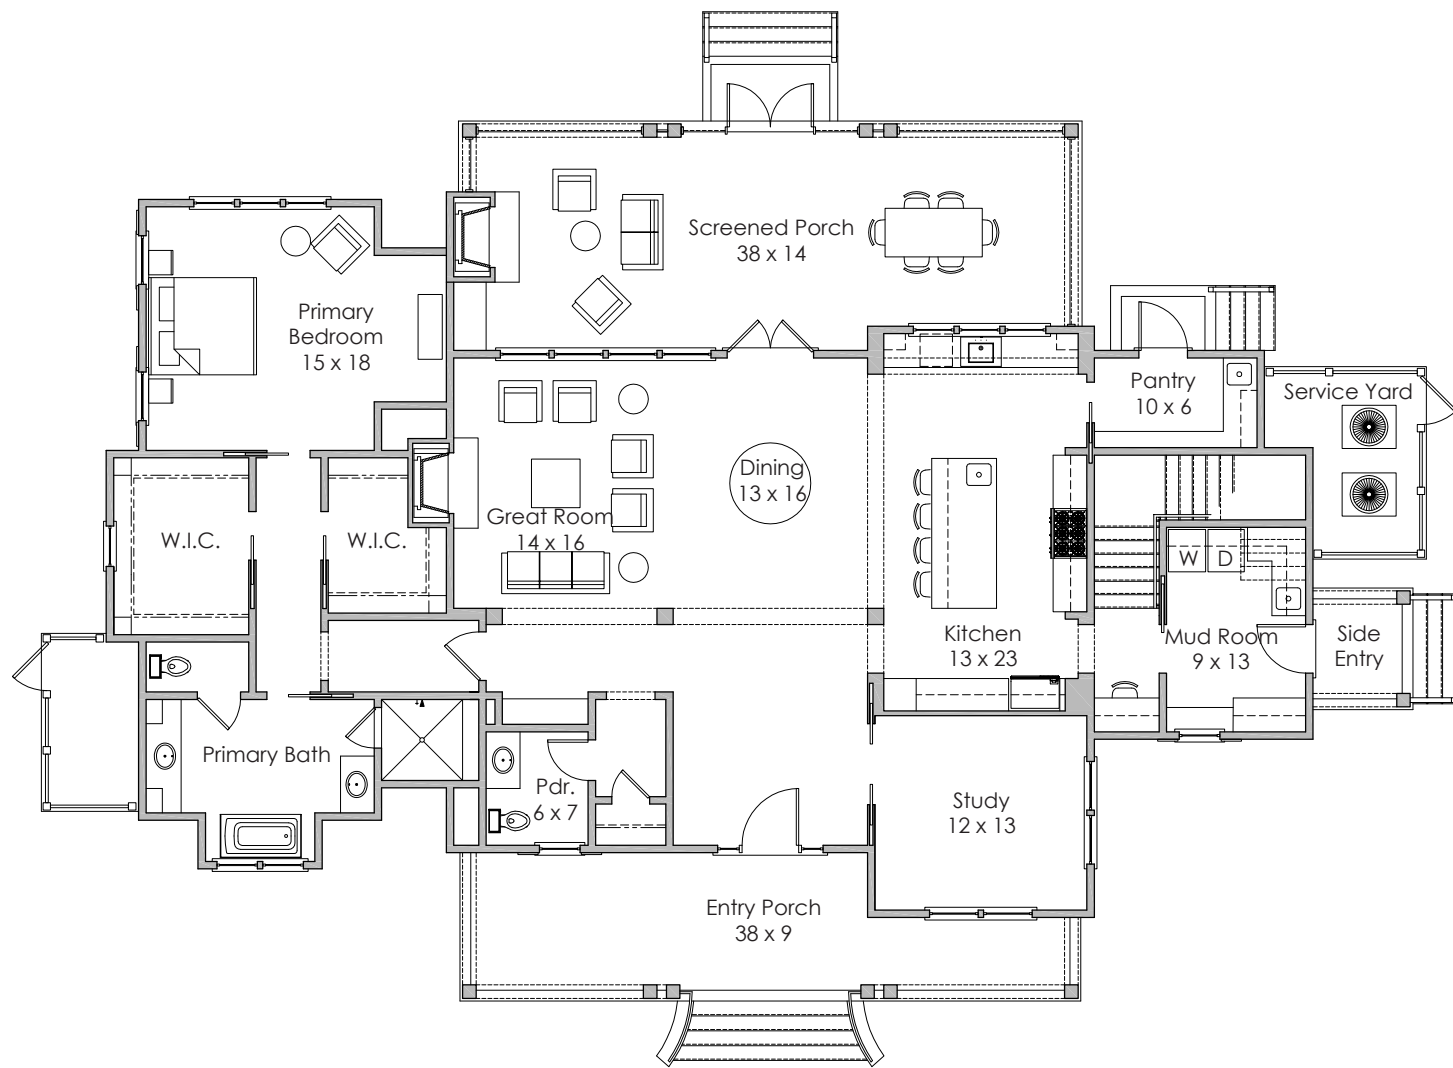 Screened Porch
38 x 14
Primary
Bedroom
15 x 18
Pantry
10 x 6
Service Yard
Dining
13 x 16
Great Room
14 x 16
W.I.C.
W.I.C.
W
D
Kitchen
13 x 23
Mud Room
9 x 13
Side
Entry
Primary Bath
Pdr.
6 x 7
Study
12 x 13
Entry Porch
38 x 9